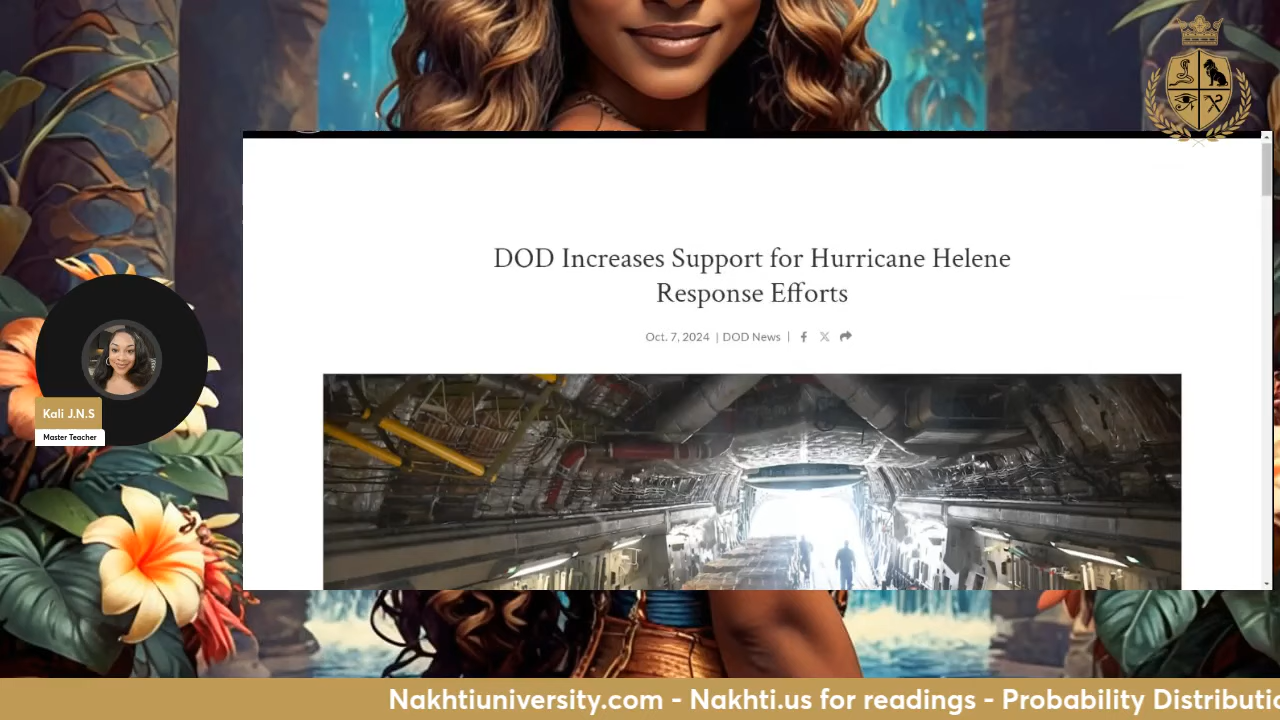 DOD Increases Support for Hurricane Helene
Response Efforts
Oct. 7, 2024 | DOD News |
Kali J.N.S
Master Teacher
Nakhtiuniversity.com - Nakhti.us for readings - Probability Distributio